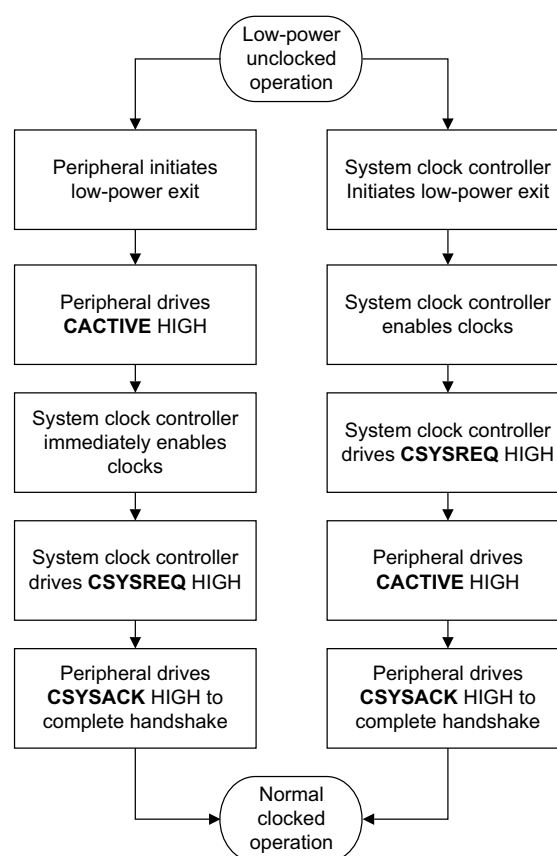 Low-power
unclocked
operation
Peripheral initiates
low-power exit
System clock controller
Initiates low-power exit
Peripheral drives
CACTIVE HIGH
System clock controller
enables clocks
System clock controller
immediately enables
clocks
System clock controller
drives CSYSREQ HIGH
System clock controller
drives CSYSREQ HIGH
Peripheral drives
CACTIVE HIGH
Peripheral drives
CSYSACK HIGH to
complete handshake
Peripheral drives
CSYSACK HIGH to
complete handshake
Normal
clocked
operation